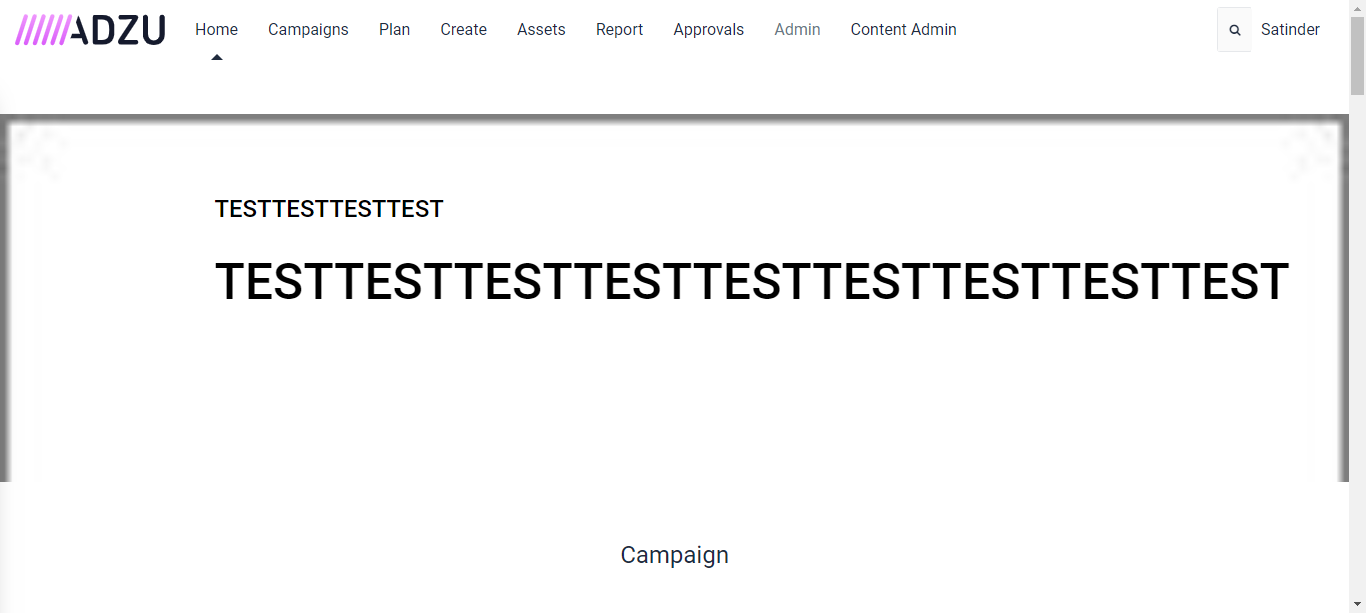 ADZU Home Campaigns Plan Create Assets Report Approvals Admin Content Admin Satinder
TESTTESTTESTTEST
TESTTESTTESTTESTTESTTESTTESTTESTTEST
Campaign